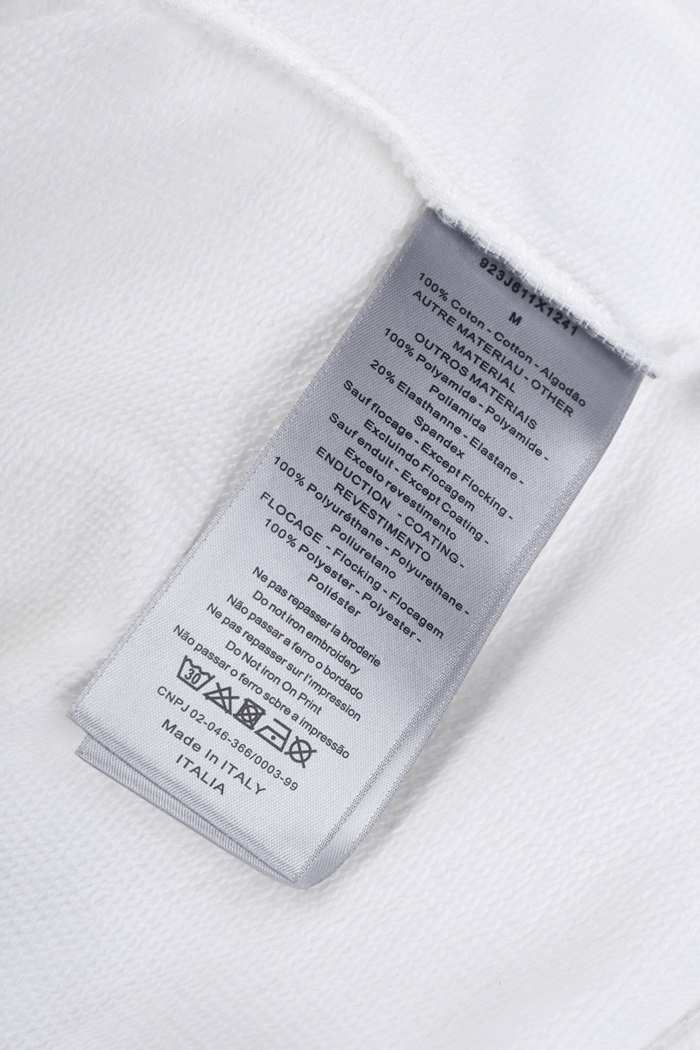 923J611X1241
M
100% Coton - Cotton - Algodão
AUTRE MATERIAU - OTHER
MATERIAL
OUTROS MATERIAIS
100% Polyamide - Polyamide -
Poliamida
20% Elasthanne - Elastane -
Spandex
Sauf flocage - Except Flocking -
Excluindo Flocagem
Sauf enduit - Except Coating -
Exceto revestimento
ENDUCTION - COATING -
REVESTIMENTO
100% Polyuréthane - Polyurethane -
Poliuretano
FLOCAGE - Flocking - Flocagem
100% Polyester - Polyester -
Poliéster
Ne pas repasser la broderie
Do not iron embroidery
Não passar a ferro o bordado
Ne pas repasser sur l'impression
Do Not Iron On Print
Não passar o ferro scbre a impressão
30
CNPJ 02-046-366/0003-99
Made In ITALY
ITALIA